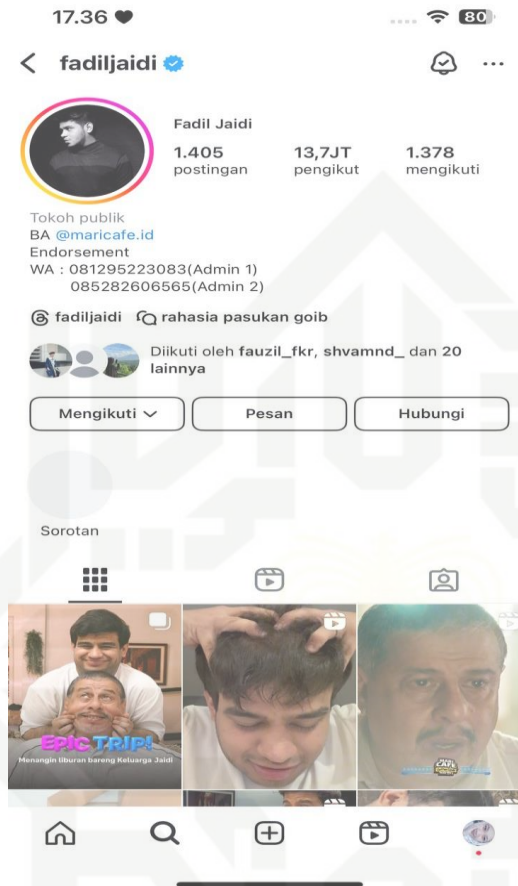 17.36
80
fadiljaidi
Fadil Jaidi
1.405 13,7JT 1.378
postingan pengikut mengikuti
Tokoh publik
BA @maricafe.id
Endorsement
WA : 081295223083(Admin 1)
085282606565(Admin 2)
fadiljaidi rahasia pasukan goib
Diikuti oleh fauzil_fkr, shvamnd_ dan 20
lainnya
Mengikuti Pesan Hubungi
Sorotan
EPIC TRIP!
Menangin liburan bareng Keluarga Jaidi